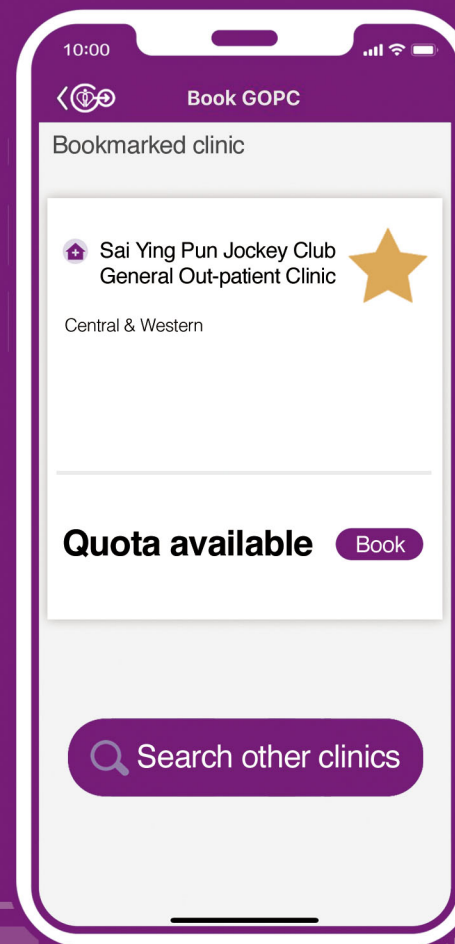 10:00
Book GOPC
Bookmarked clinic
Sai Ying Pun Jockey Club
General Out-patient Clinic
Central & Western
Quota available
Book
Search other clinics